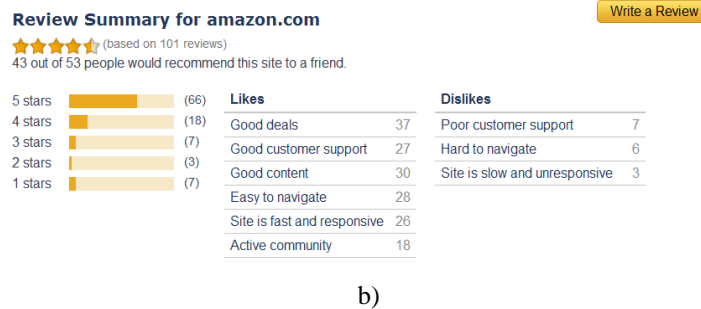 Write a Review
Review Summary for amazon.com
(based on 101 reviews)
43 out of 53 people would recommend this site to a friend.
5 stars (66)
4 stars (18)
3 stars (7)
2 stars (3)
1 stars (7)
Likes
Good deals 37
Good customer support 27
Good content 30
Easy to navigate 28
Site is fast and responsive 26
Active community 18
Dislikes
Poor customer support 7
Hard to navigate 6
Site is slow and unresponsive 3
b)